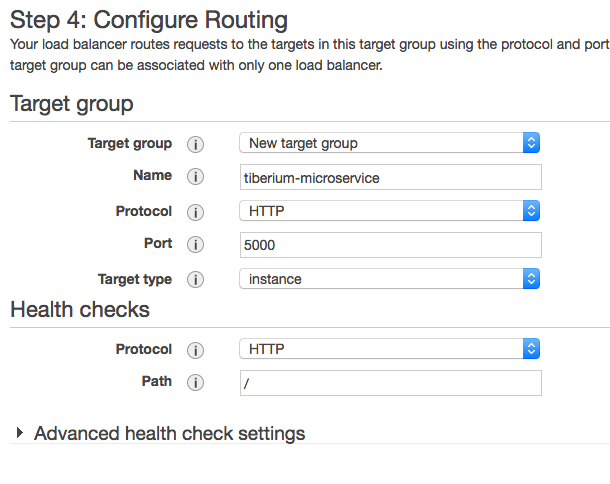 Step 4: Configure Routing
Your load balancer routes requests to the targets in this target group using the protocol and port
target group can be associated with only one load balancer.
Target group
Target group i New target group
Name i tiberium-microservice
Protocol i HTTP
Port i 5000
Target type i instance
Health checks
Protocol i HTTP
Path i /
Advanced health check settings